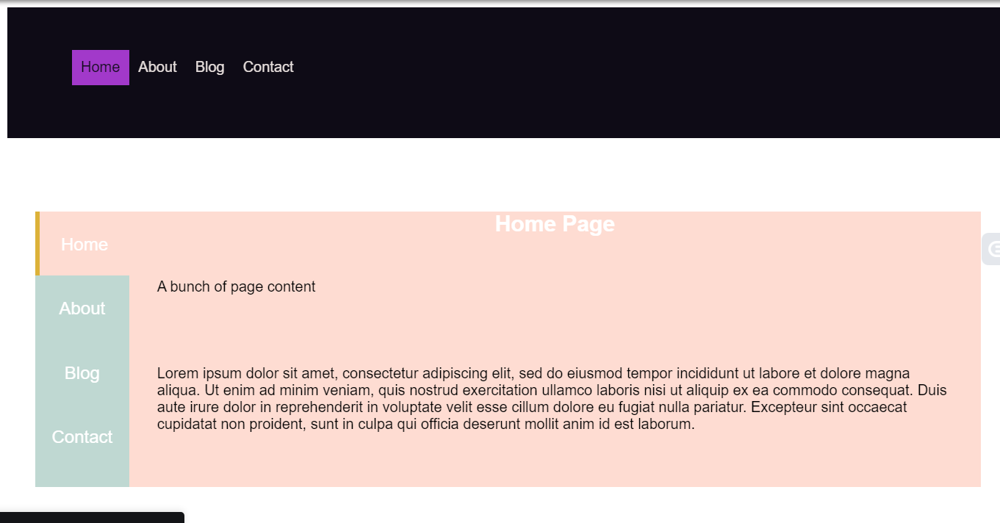 Home About Blog Contact
Home Page
Home
About
Blog
Contact
A bunch of page content
Lorem ipsum dolor sit amet, consectetur adipiscing elit, sed do eiusmod tempor incididunt ut labore et dolore magna
aliqua. Ut enim ad minim veniam, quis nostrud exercitation ullamco laboris nisi ut aliquip ex ea commodo consequat. Duis
aute irure dolor in reprehenderit in voluptate velit esse cillum dolore eu fugiat nulla pariatur. Excepteur sint occaecat
cupidatat non proident, sunt in culpa qui officia deserunt mollit anim id est laborum.